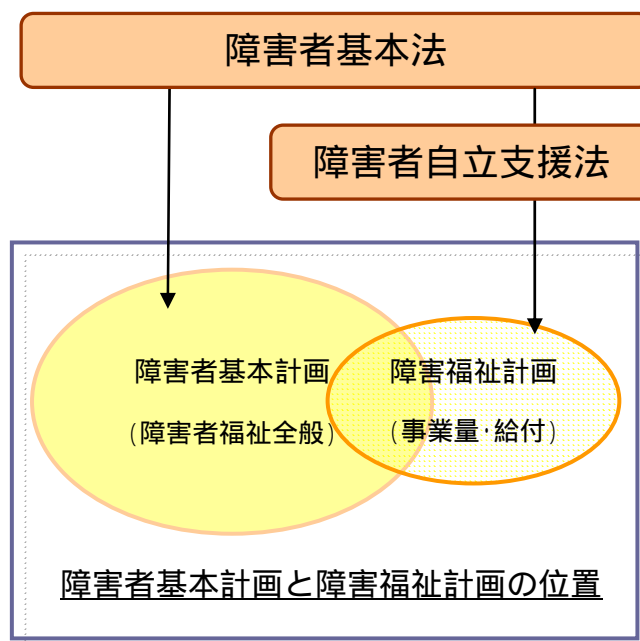 障害者基本法
障害者自立支援法
障害者基本計画
(障害者福祉全般)
障害福祉計画
(事業量・給付)
障害者基本計画と障害福祉計画の位置